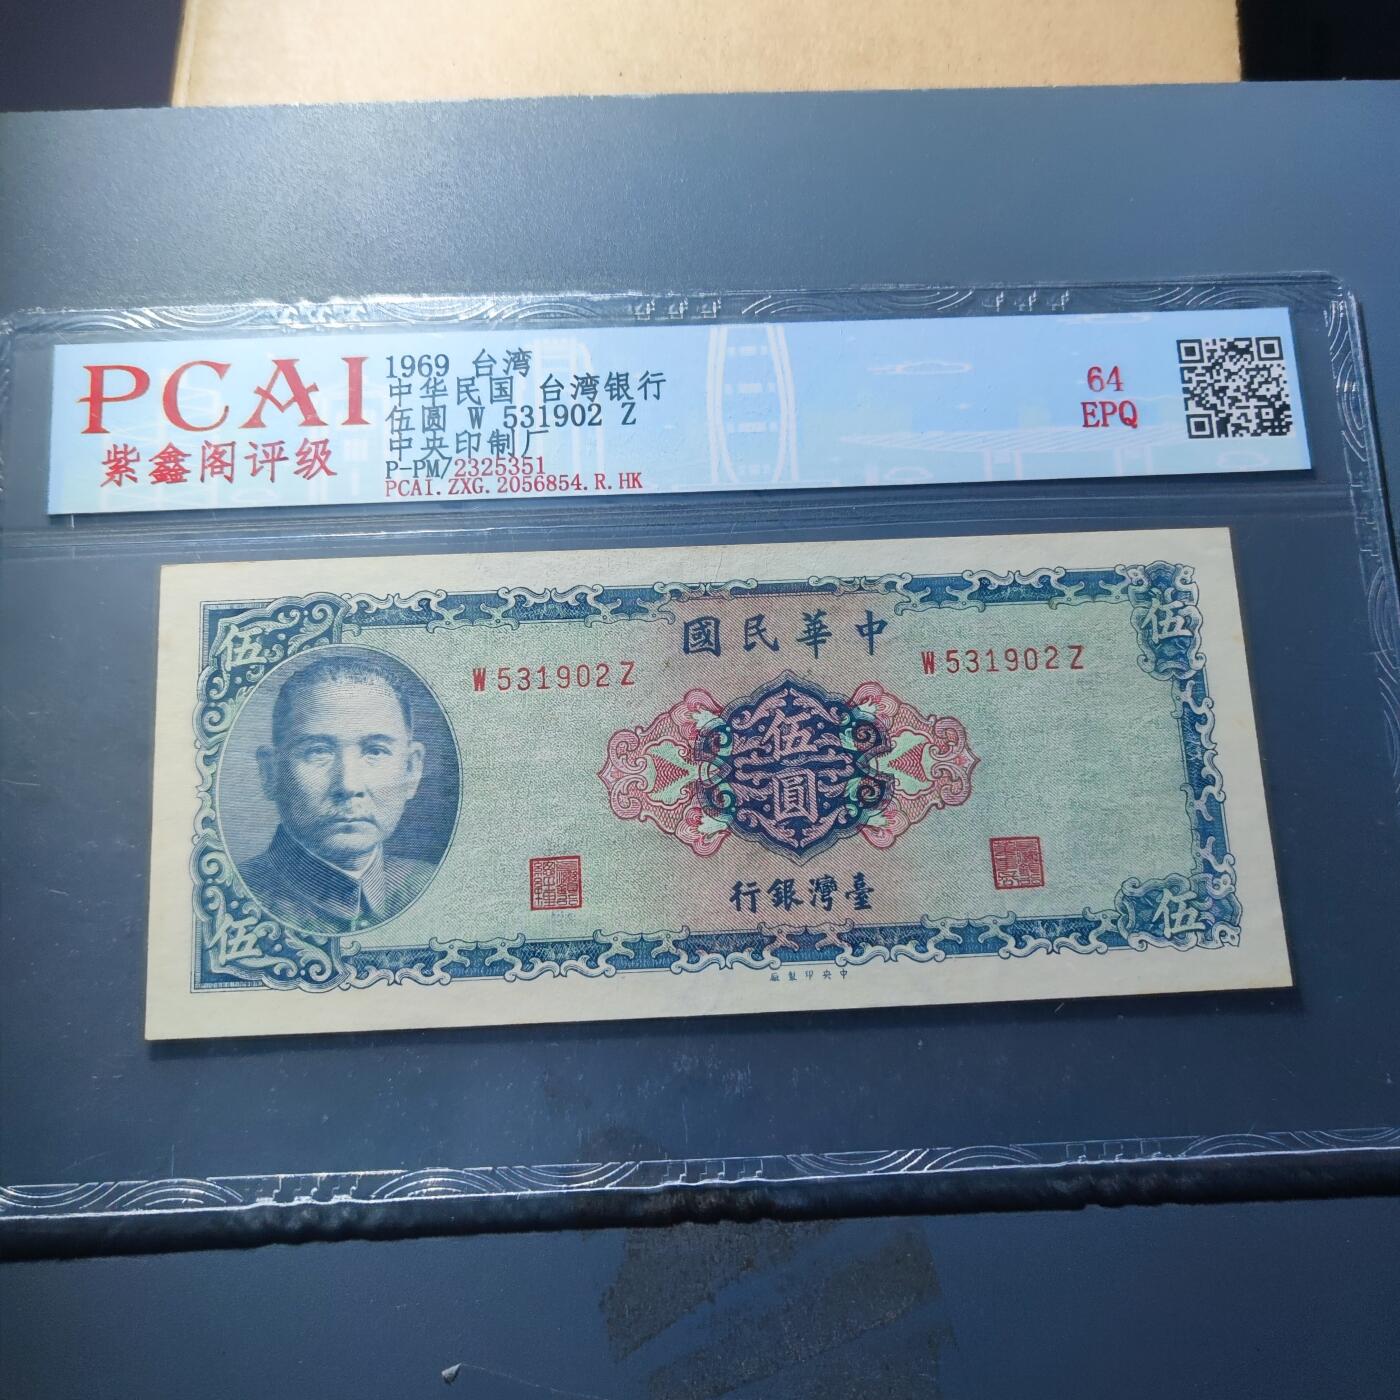 PCAI
紫鑫阁评级
1969 台湾
中华民国 台湾银行
伍圆 W 531902 Z
中央印制厂
P-PM72325351
PCAI.ZXG.2056854.R.HK
64
EPQ
伍
國民華中
伍
W531902Z
W531902Z
伍
圓
行銀灣臺
伍
伍
廠製印央中